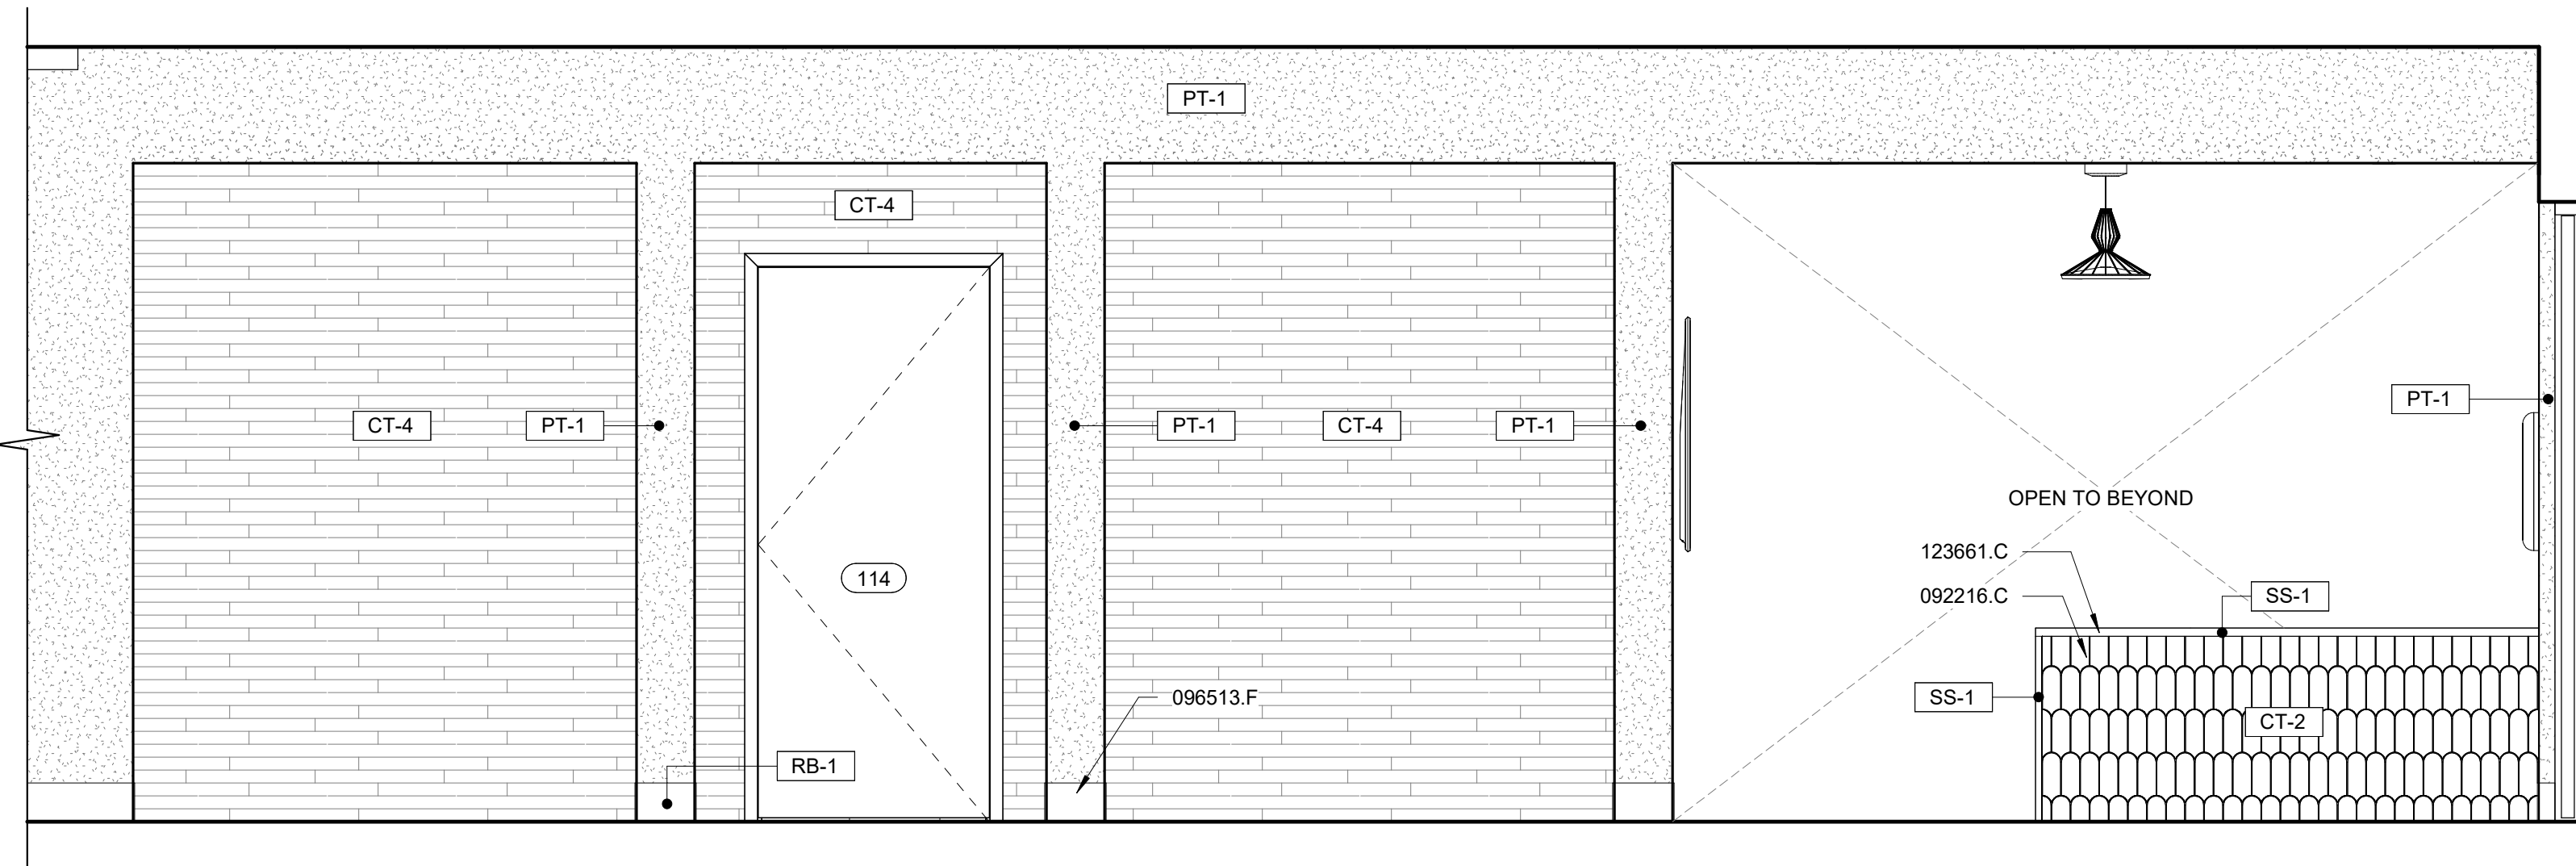 PT-1
CT-4
PT-1
CT-4
PT-1
PT-1
CT-4
PT-1
OPEN TO BEYOND
123661.C
114
092216.C
SS-1
SS-1
096513.F
CT-2
RB-1